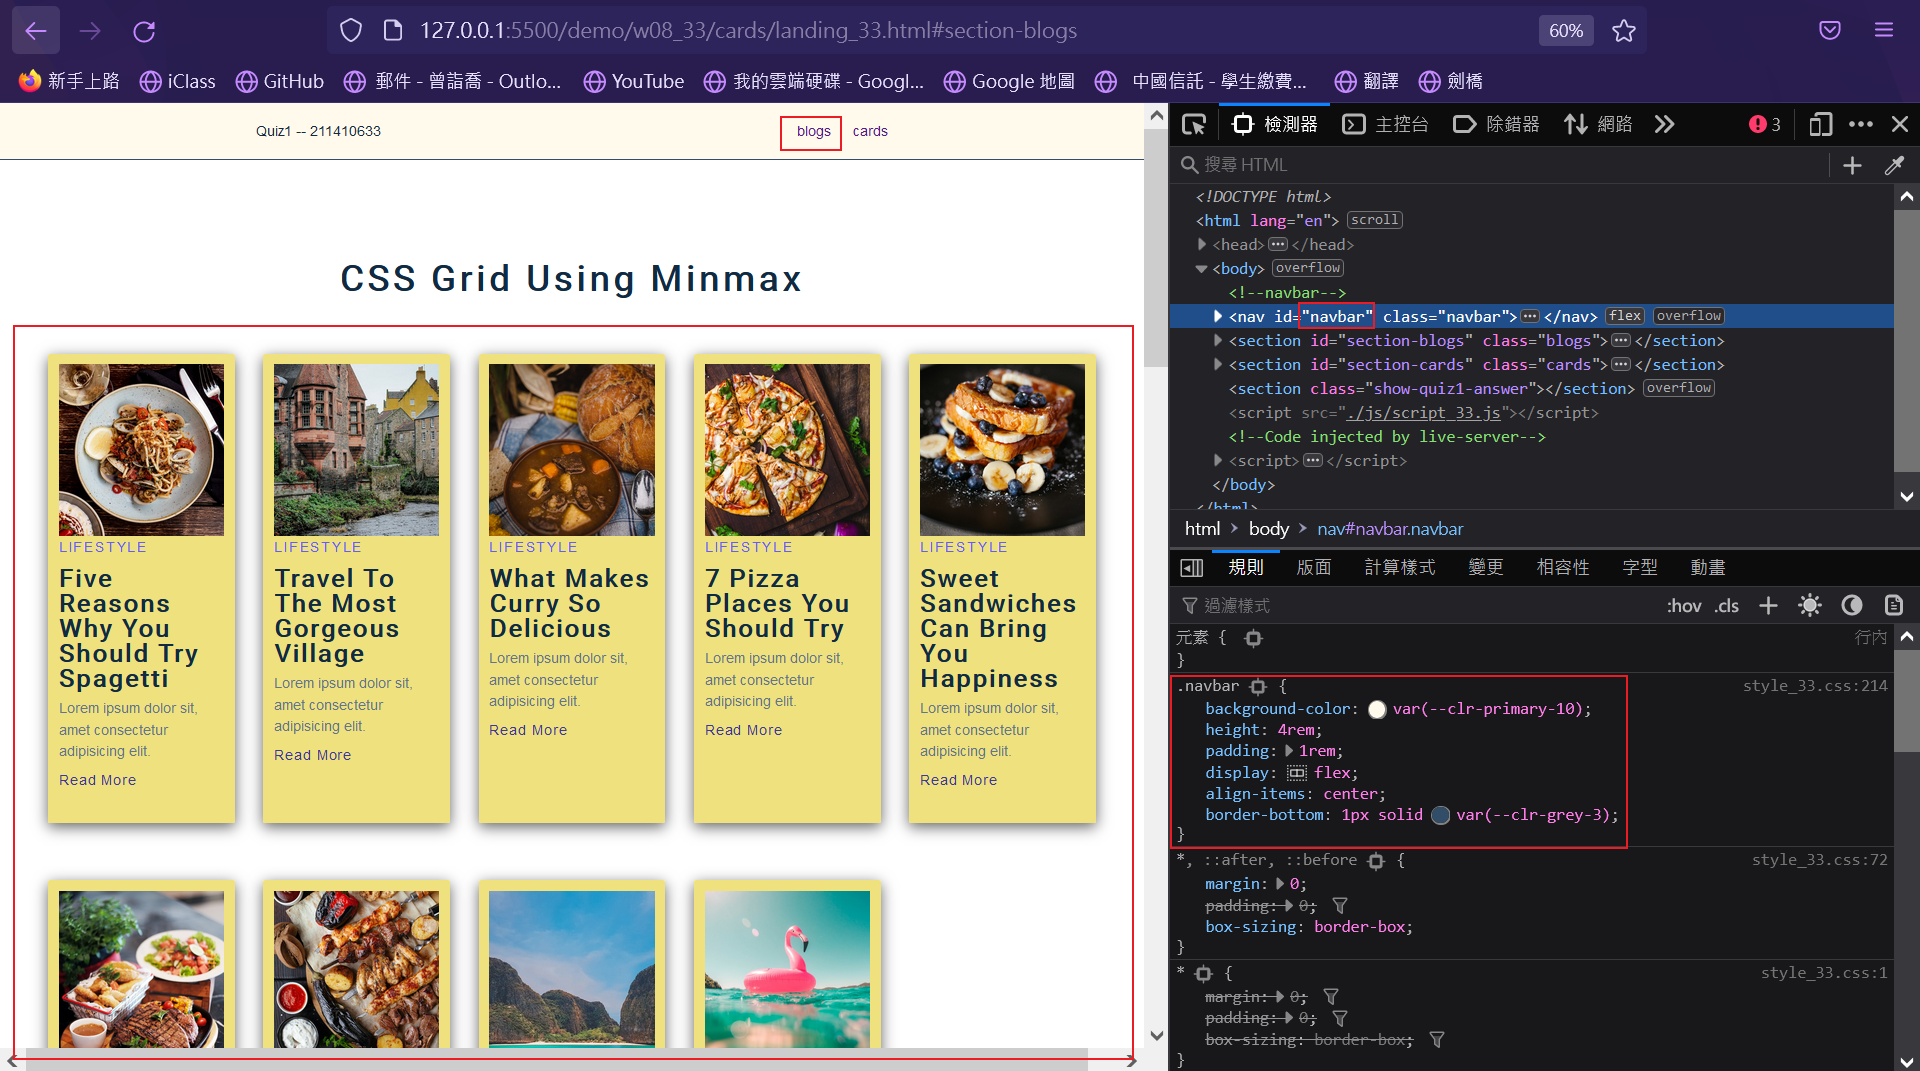 127.0.0.1:5500/demo/w08_33/cards/landing_33.html#section-blogs
60%
新手上路
iClass
GitHub
郵件 - 曾詣喬 - Outlo...
YouTube
我的雲端硬碟 - Googl...
Google 地圖
中國信託 - 學生繳費...
翻譯
劍橋
Quiz1 -- 211410633
blogs
cards
CSS Grid Using Minmax
LIFESTYLE
Five
Reasons
Why You
Should Try
Spagetti
Lorem ipsum dolor sit,
amet consectetur
adipisicing elit.
Read More
LIFESTYLE
Travel To
The Most
Gorgeous
Village
Lorem ipsum dolor sit,
amet consectetur
adipisicing elit.
Read More
LIFESTYLE
What Makes
Curry So
Delicious
Lorem ipsum dolor sit,
amet consectetur
adipisicing elit.
Read More
LIFESTYLE
7 Pizza
Places You
Should Try
Lorem ipsum dolor sit,
amet consectetur
adipisicing elit.
Read More
LIFESTYLE
Sweet
Sandwiches
Can Bring
You
Happiness
Lorem ipsum dolor sit,
amet consectetur
adipisicing elit.
Read More
檢測器
主控台
除錯器
網路
3
搜尋 HTML
<!DOCTYPE html>
<html lang="en"> scroll
<head>...</head>
<body> overflow
<!--navbar-->
<nav id="navbar" class="navbar">...</nav> flex overflow
<section id="section-blogs" class="blogs">...</section>
<section id="section-cards" class="cards">...</section>
<section class="show-quiz1-answer"></section> overflow
<script src="./js/script_33.js"></script>
<!--Code injected by live-server-->
<script>...</script>
</body>
</html>
html > body > nav#navbar.navbar
規則
版面
計算樣式
變更
相容性
字型
動畫
過濾樣式
:hov .cls
元素 {
行內
}
.navbar {
style_33.css:214
background-color: var(--clr-primary-10);
height: 4rem;
padding: 1rem;
display: flex;
align-items: center;
border-bottom: 1px solid var(--clr-grey-3);
}
*, ::after, ::before {
style_33.css:72
margin: 0;
padding: 0;
box-sizing: border-box;
}
* {
style_33.css:1
margin: 0;
padding: 0;
box-sizing: border-box;
}